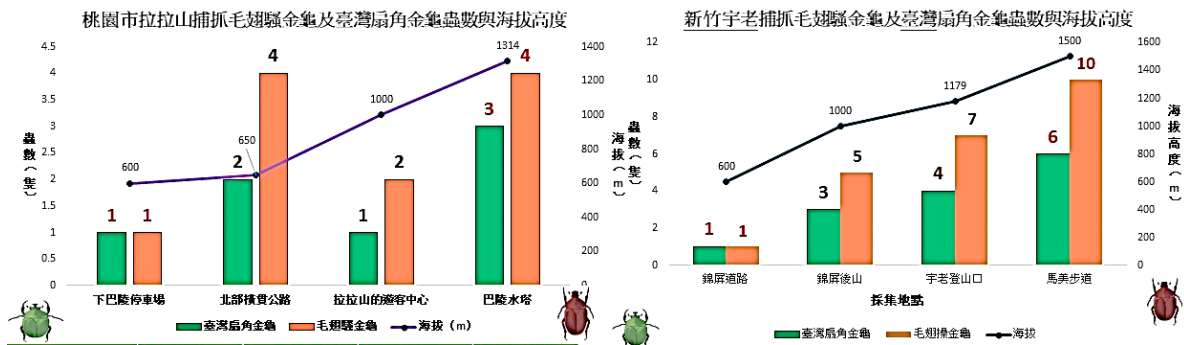 桃園市拉拉山捕抓毛翅騷金龜及臺灣扇角金龜蟲數與海拔高度
蟲數（隻）
4.5
4
3.5
3
2.5
2
1.5
1
0.5
0
1400
1200
1000
800
600
400
200
0
海拔（m）
600
650
1000
1314
1
1
2
4
1
2
3
4
下巴陵停車場
北部橫貫公路
拉拉山的遊客中心
巴陵水塔
臺灣扇角金龜
毛翅騷金龜
海拔（m）
新竹宇老捕抓毛翅騷金龜及臺灣扇角金龜蟲數與海拔高度
蟲數（隻）
12
10
8
6
4
2
0
1600
1400
1200
1000
800
600
400
200
0
海拔高度（m）
600
1000
1179
1500
1
1
3
5
4
7
6
10
錦屏道路
錦屏後山
宇老登山口
馬美步道
採集地點
臺灣扇角金龜
毛翅操金龜
海拔